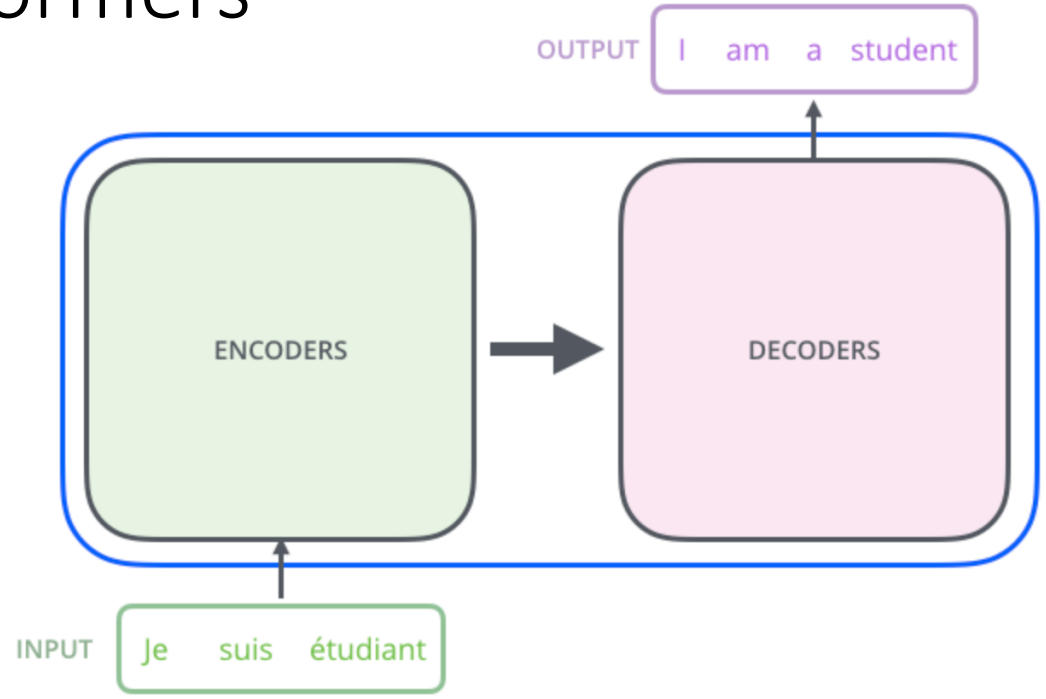 ormers
OUTPUT I am a student
ENCODERS DECODERS
INPUT Je suis étudiant